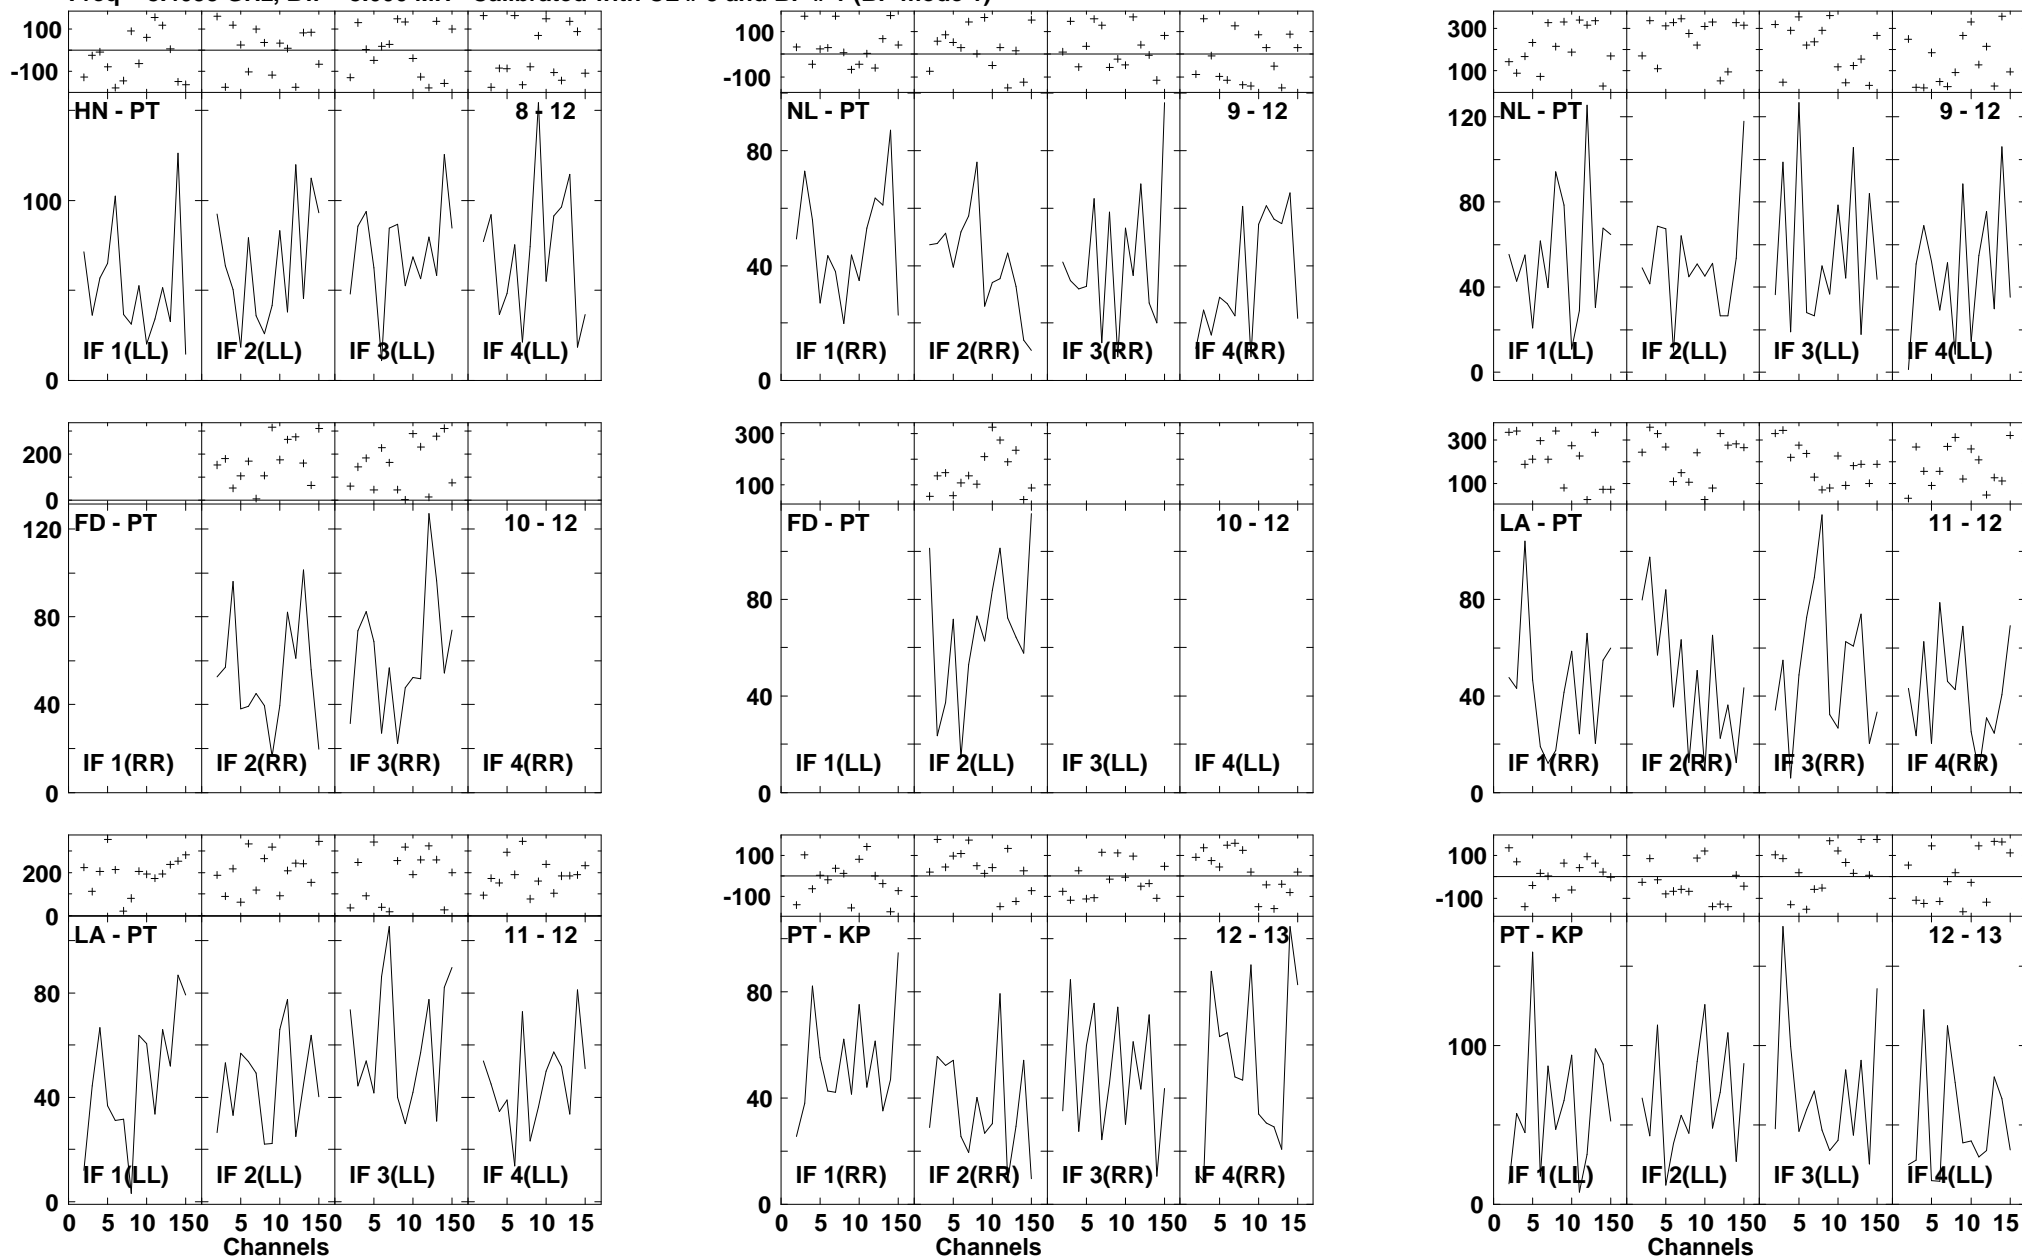 100 100 300
-100 -100 100
HN - PT 8 - 12 NL - PT 9 - 12 NL - PT 9 - 12
120
80 80
100
40 40
IF 1(LL) IF 2(LL) IF 3(LL) IF 4(LL) IF 1(RR) IF 2(RR) IF 3(RR) IF 4(RR) IF 1(LL) IF 2(LL) IF 3(LL) IF 4(LL)
0 0 0
200 300 300
0 100 100
FD - PT 10 - 12 FD - PT 10 - 12 LA - PT 11 - 12
120
80 80 80
40 40 40
IF 1(RR) IF 2(RR) IF 3(RR) IF 4(RR) IF 1(LL) IF 2(LL) IF 3(LL) IF 4(LL) IF 1(RR) IF 2(RR) IF 3(RR) IF 4(RR)
0 0 0
200 100 100
0 -100 -100
LA - PT 11 - 12 PT - KP 12 - 13 PT - KP 12 - 13
80 80 100
40 40
IF 1(LL) IF 2(LL) IF 3(LL) IF 4(LL) IF 1(RR) IF 2(RR) IF 3(RR) IF 4(RR) IF 1(LL) IF 2(LL) IF 3(LL) IF 4(LL)
0 0 0
0 5 10 150 5 10 150 5 10 150 5 10 15 0 5 10 150 5 10 150 5 10 150 5 10 15 0 5 10 150 5 10 150 5 10 150 5 10 15
Channels Channels Channels